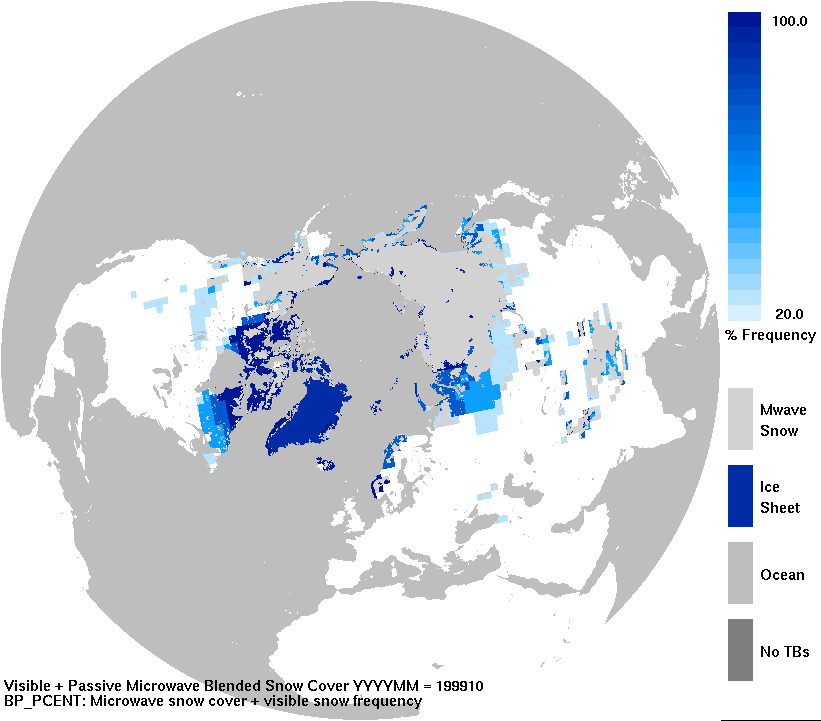 100.0
20.0
% Frequency
Mwave
Snow
Ice
Sheet
Ocean
No TBs
Visible + Passive Microwave Blended Snow Cover YYYYMM = 199910
BP_PCENT: Microwave snow cover + visible snow frequency